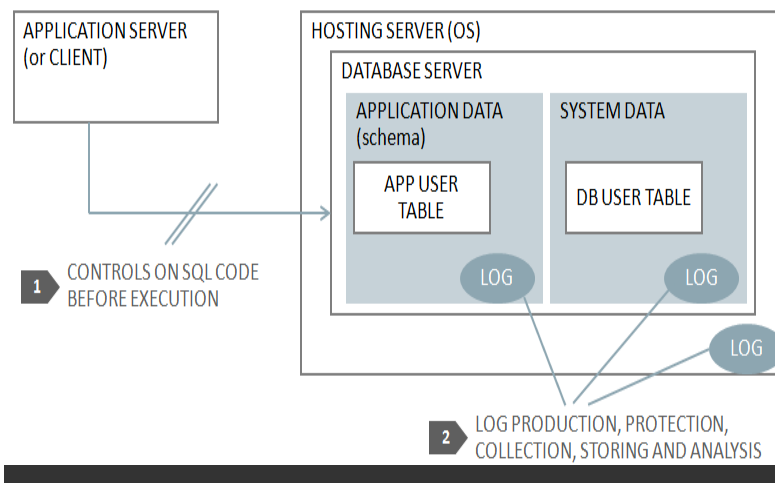 APPLICATION SERVER
(or CLIENT)
HOSTING SERVER (OS)
DATABASE SERVER
APPLICATION DATA
(schema)
SYSTEM DATA
APP USER
TABLE
DB USER TABLE
LOG
LOG
LOG
1
CONTROLS ON SQL CODE
BEFORE EXECUTION
2
LOG PRODUCTION, PROTECTION,
COLLECTION, STORING AND ANALYSIS